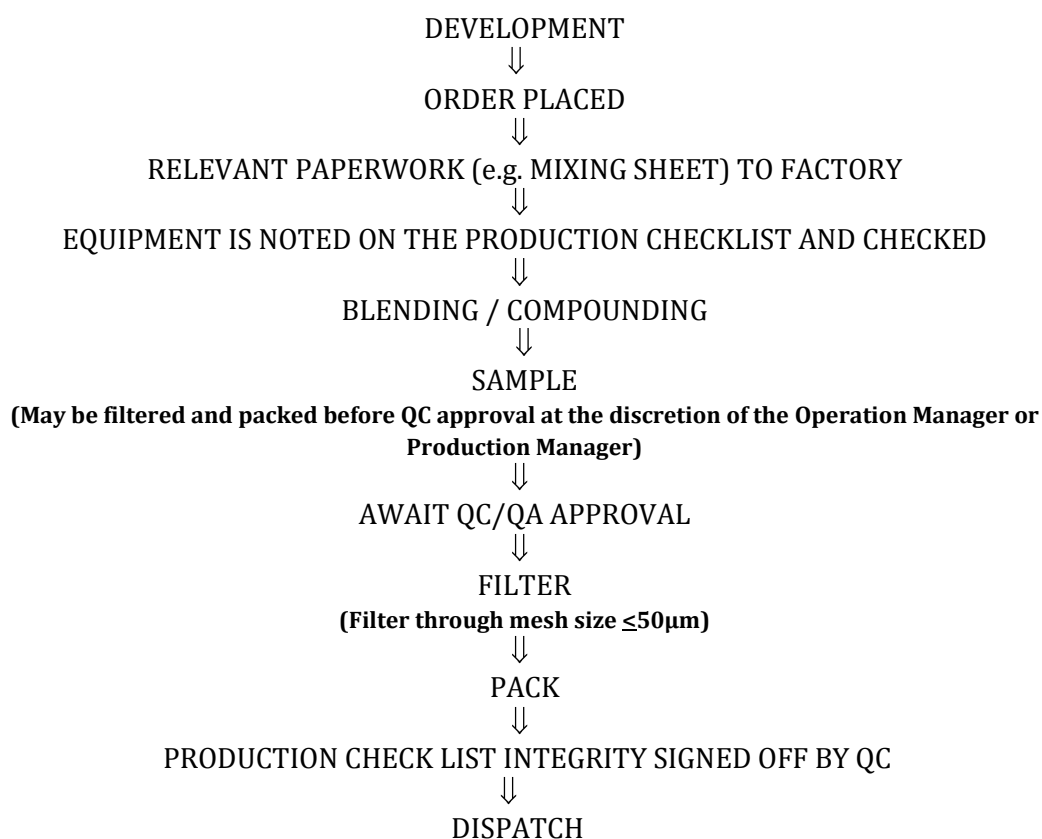 DEVELOPMENT
⇓
ORDER PLACED
⇓
RELEVANT PAPERWORK (e.g. MIXING SHEET) TO FACTORY
⇓
EQUIPMENT IS NOTED ON THE PRODUCTION CHECKLIST AND CHECKED
⇓
BLENDING / COMPOUNDING
⇓
SAMPLE
(May be filtered and packed before QC approval at the discretion of the Operation Manager or
Production Manager)
⇓
AWAIT QC/QA APPROVAL
⇓
FILTER
(Filter through mesh size ≤50μm)
⇓
PACK
⇓
PRODUCTION CHECK LIST INTEGRITY SIGNED OFF BY QC
⇓
DISPATCH